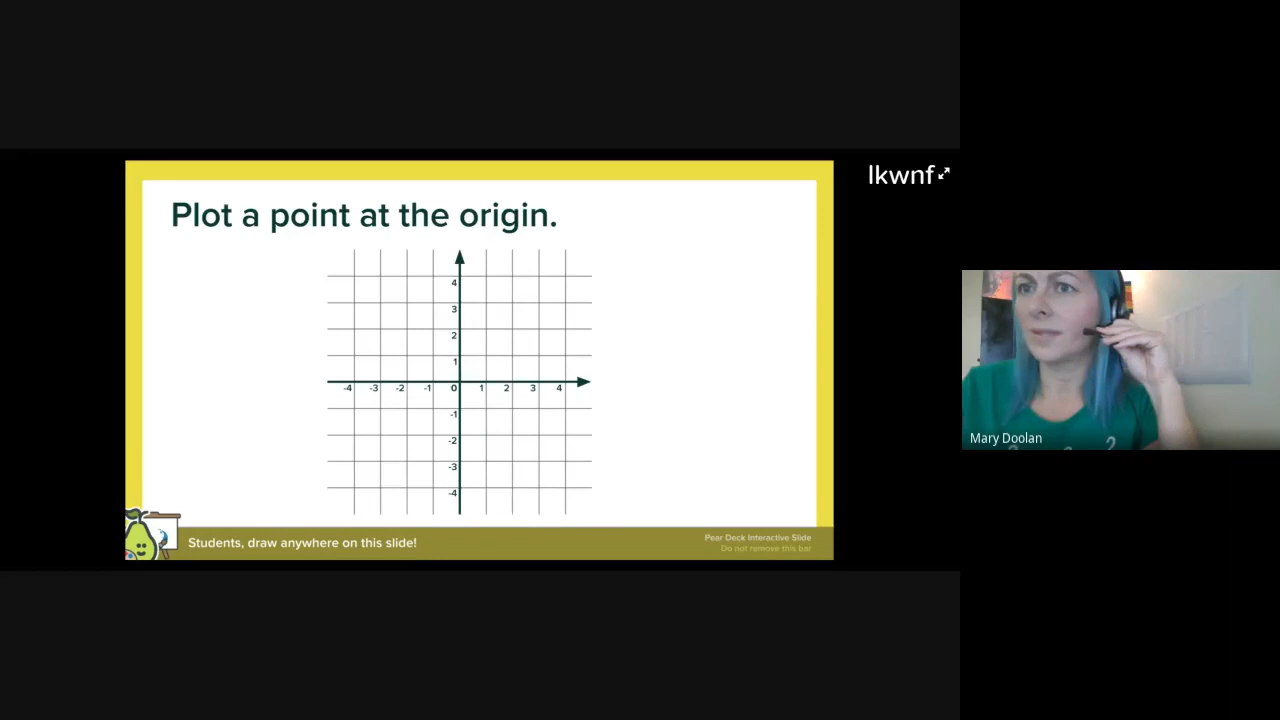 lkwnf
Plot a point at the origin.
4
3
2
1
-4 -3 -2 -1 0 1 2 3 4
-1
-2
-3
-4
Students, draw anywhere on this slide!
Pear Deck Interactive Slide
Do not remove this bar
Mary Doolan